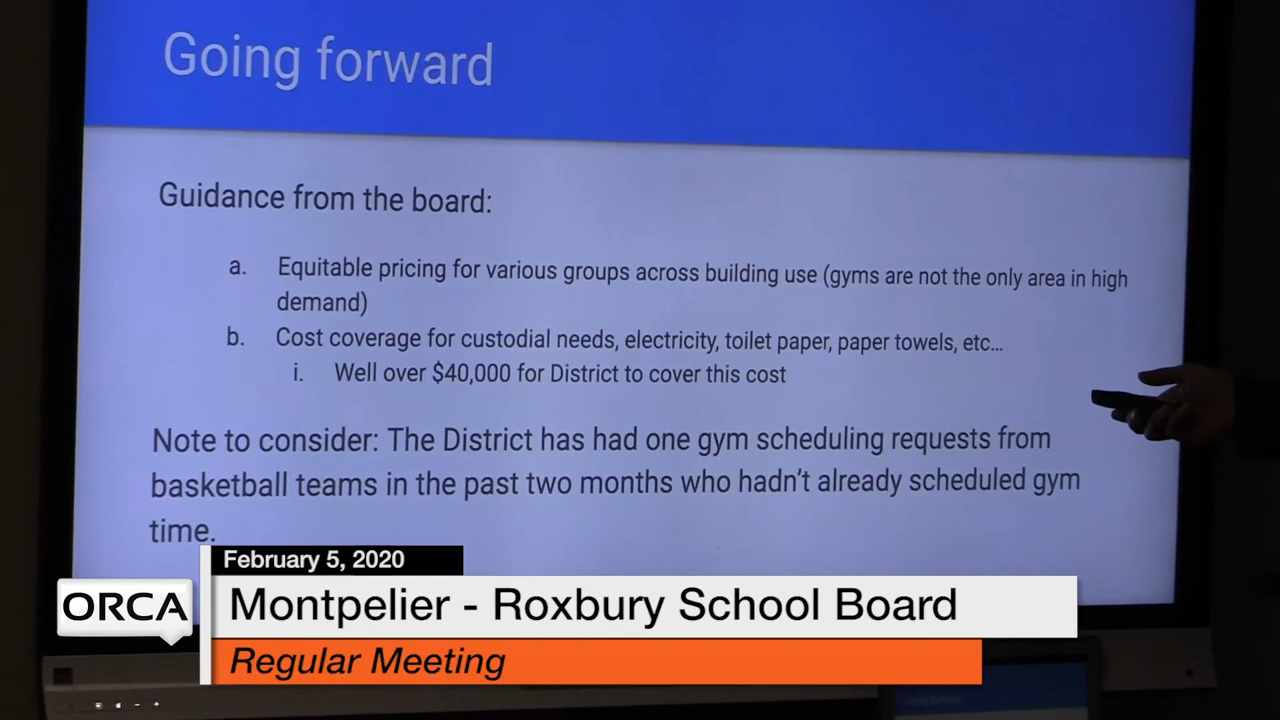 Going forward
Guidance from the board:
a. Equitable pricing for various groups across building use (gyms are not the only area in high
demand)
b. Cost coverage for custodial needs, electricity, toilet paper, paper towels, etc...
i. Well over $40,000 for District to cover this cost
Note to consider: The District has had one gym scheduling requests from
basketball teams in the past two months who hadn't already scheduled gym
time.
February 5, 2020
ORCA
Montpelier - Roxbury School Board
Regular Meeting